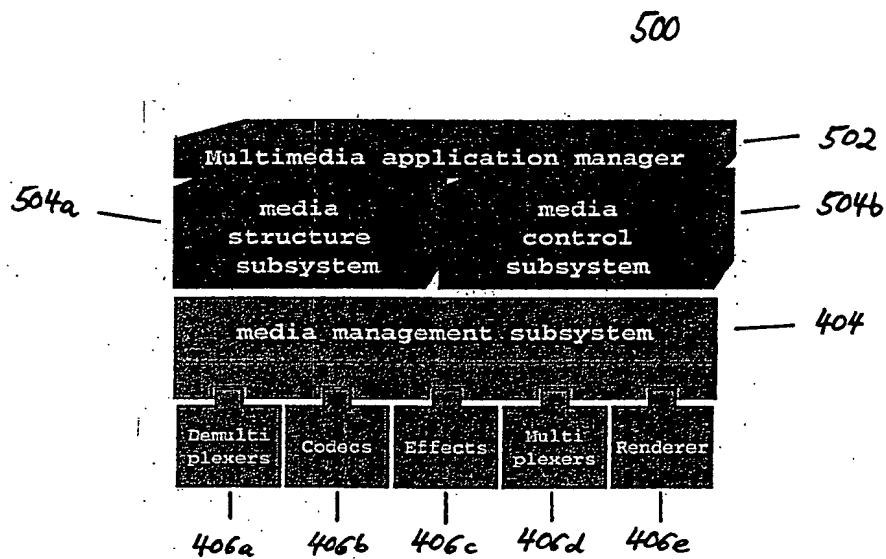 500
502
Multimedia application manager
504a
504b
media
structure
subsystem
media
control
subsystem
media management subsystem
404
Demulti
plexers
Codecs
Effects
Multi
plexers
Renderer
406a
406b
406c
406d
406e